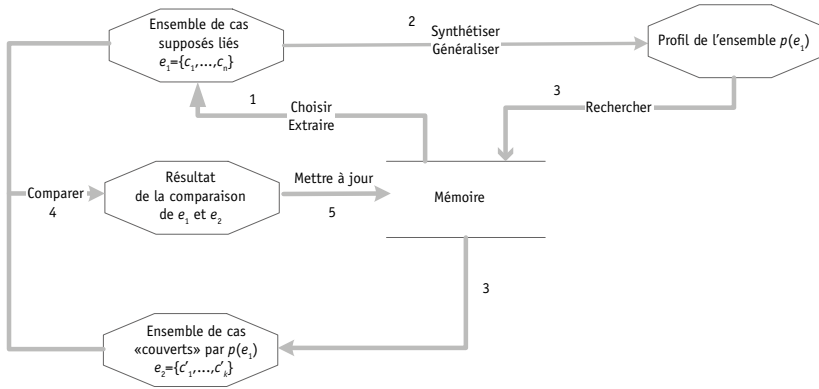 Ensemble de cas
supposés liés
e₁={c₁,...,cₙ}
2
Synthétiser
Généraliser
Profil de l'ensemble p(e₁)
1
Choisir
Extraire
3
Rechercher
Comparer
4
Résultat
de la comparaison
de e₁ et e₂
Mettre à jour
5
Mémoire
3
Ensemble de cas
«couverts» par p(e₁)
e₂={c'₁,...,c'ₖ}